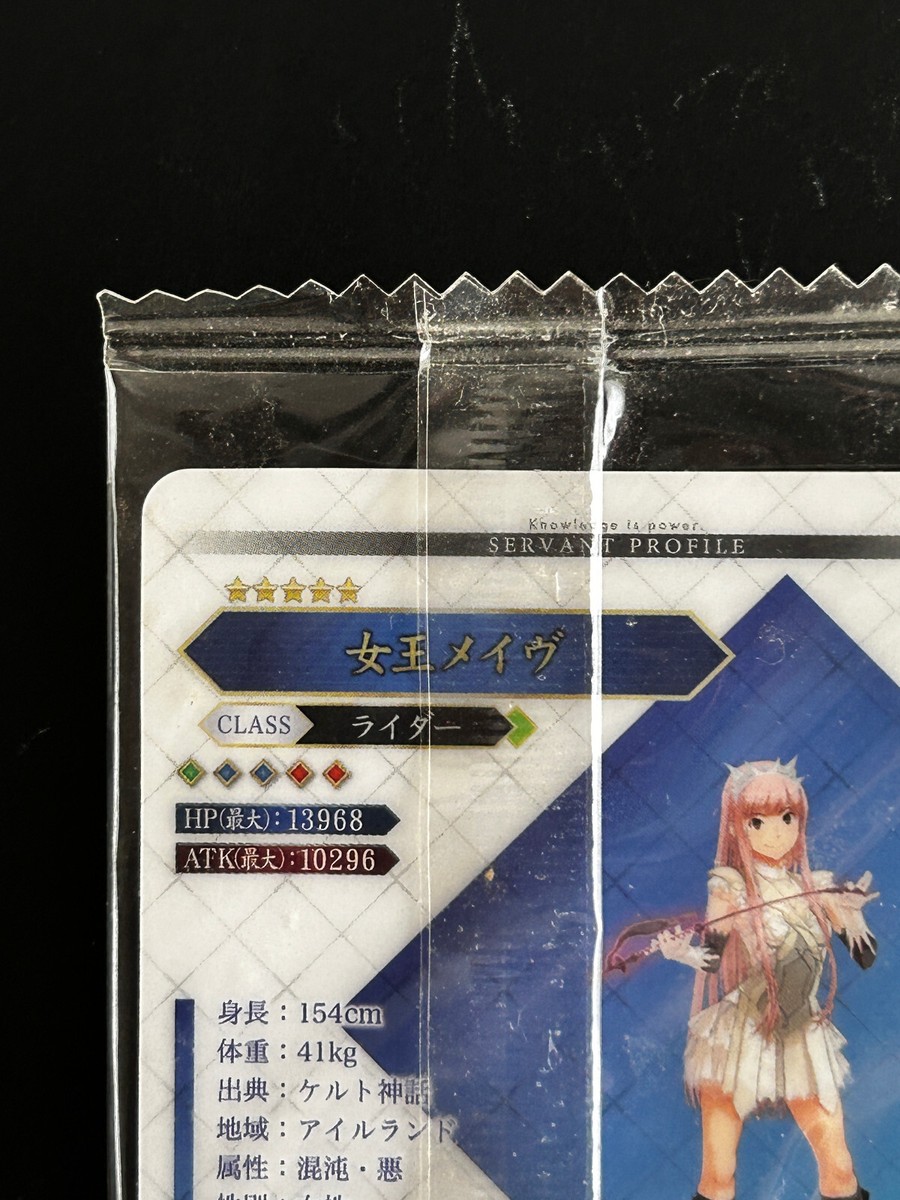 Knowledge is power.
SERVANT PROFILE
女王メイヴ
CLASS ライダー
HP(最大):13968
ATK(最大):10296
身長:154cm
体重:41kg
出典:ケルト神話
地域:アイルランド
属性:混沌・悪